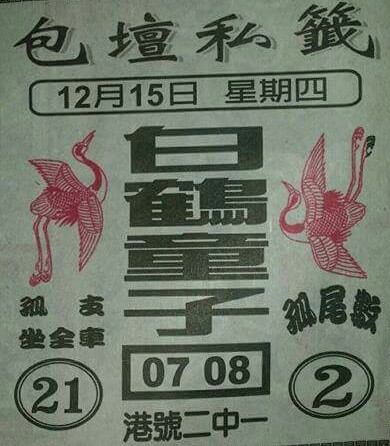 包壇私籤
12月15日 星期四
白鶴童子
孤支
坐全車
21
孤尾數
2
07 08
港號二中一